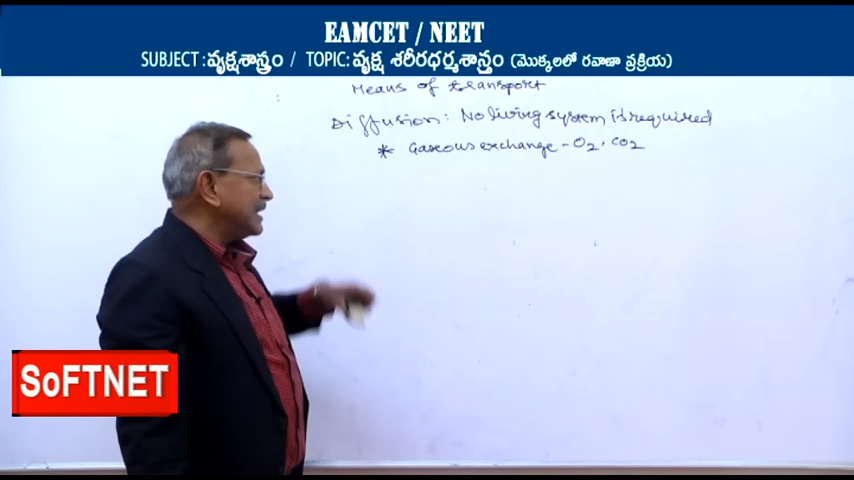 EAMCET / NEET
SUBJECT : వృక్షశాస్త్రం / TOPIC: వృక్ష శరీరధర్మశాస్త్రం (మొక్కలలో రవాణా ప్రక్రియ)
Means of transport
Diffusion: No living system is required
* Gaseous exchange - O2, CO2
SoFTNET